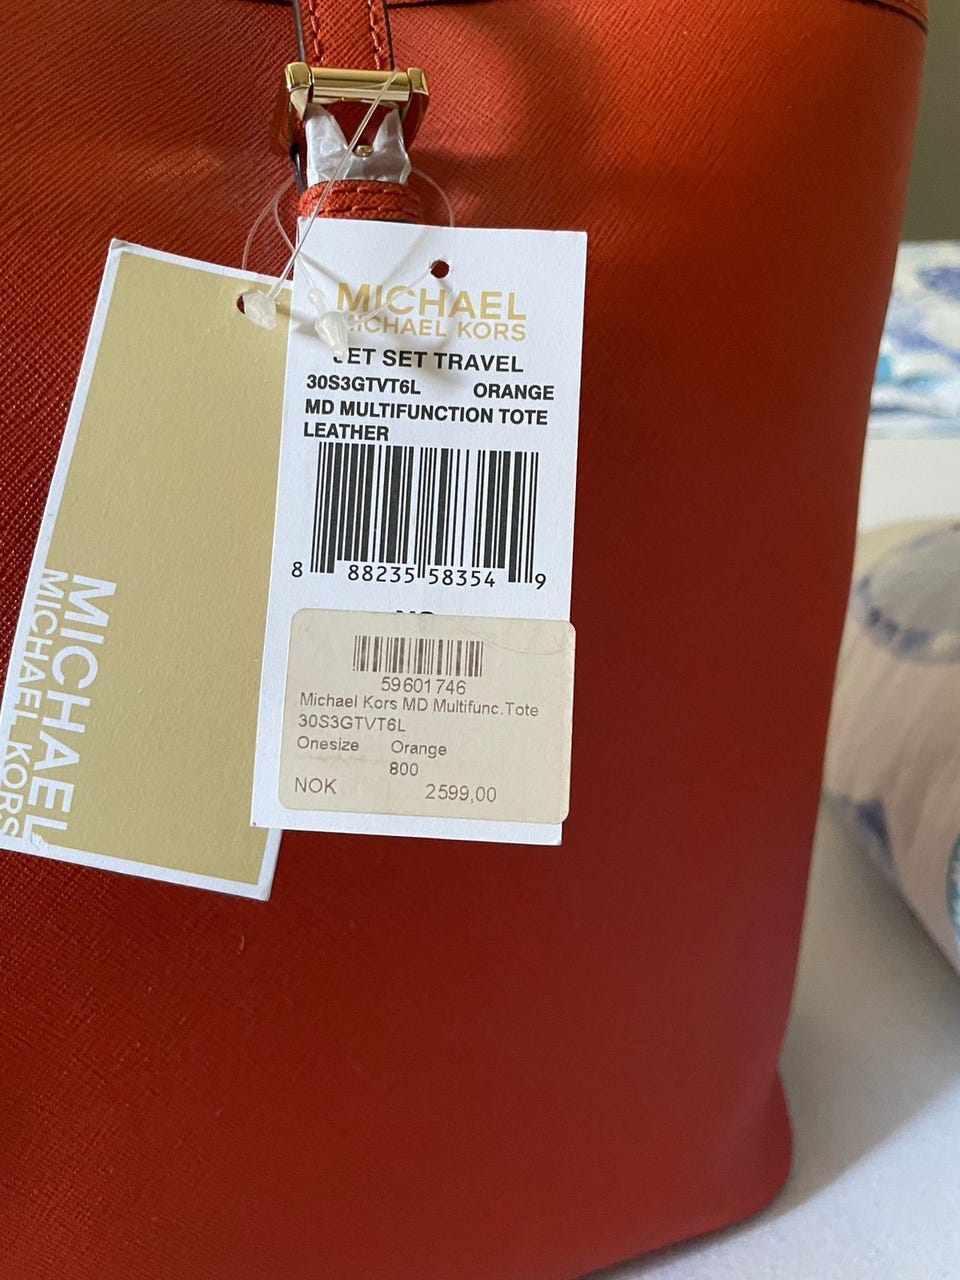 MICHAEL
MICHAEL KORS
JET SET TRAVEL
30S3GTVT6L ORANGE
MD MULTIFUNCTION TOTE
LEATHER
8 88235 58354 9
59601746
Michael Kors MD Multifunc.Tote
30S3GTVT6L
Onesize Orange
800
NOK 2599,00
MICHAEL
MICHAEL KORS